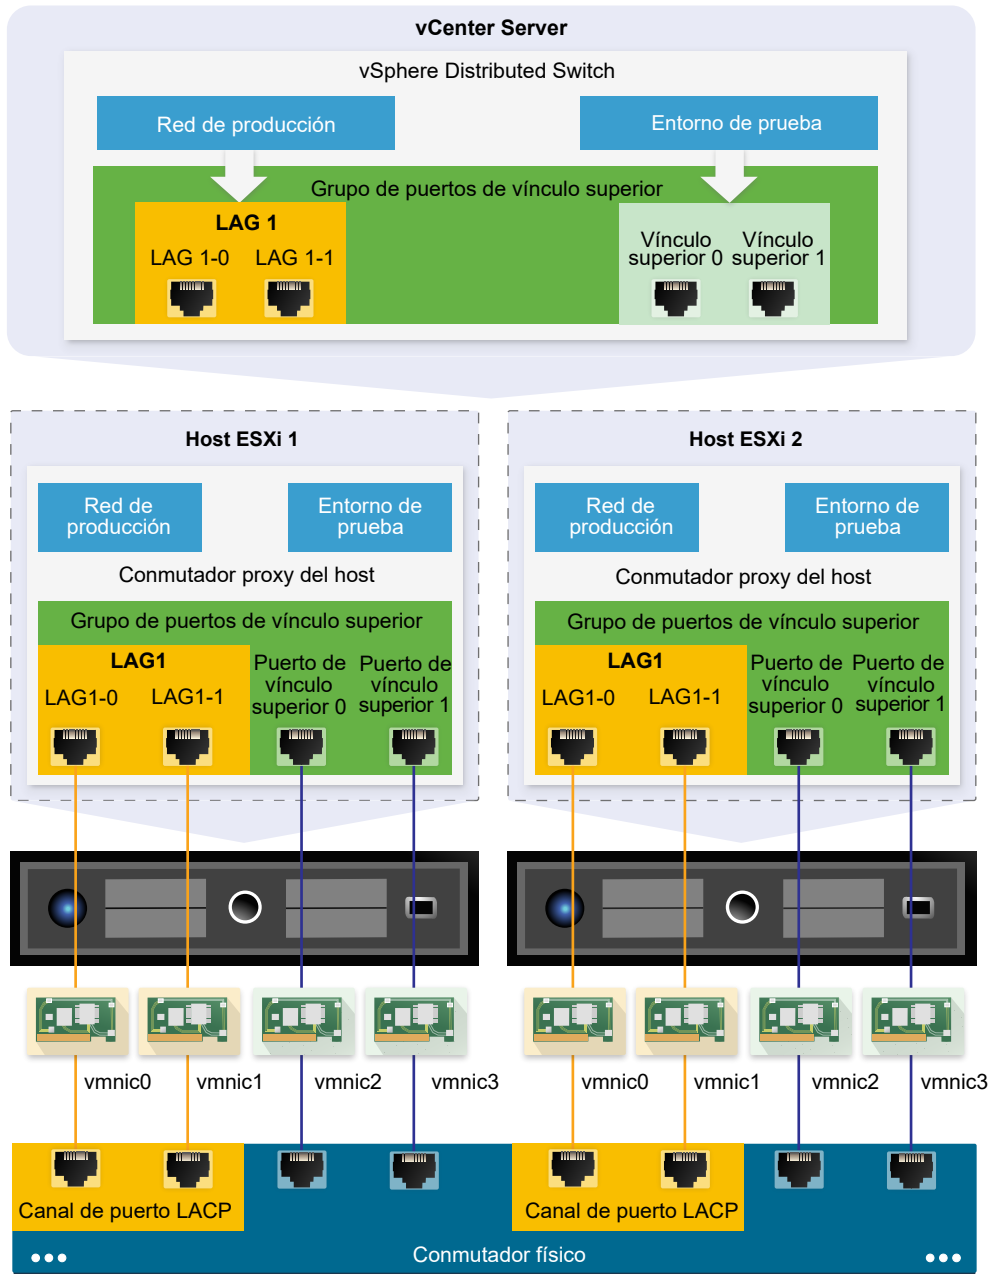 vCenter Server
vSphere Distributed Switch
Red de producción
Entorno de prueba
Grupo de puertos de vínculo superior
LAG 1
LAG 1-0
LAG 1-1
Vínculo
superior 0
Vínculo
superior 1
Host ESXi 1
Red de
producción
Entorno de
prueba
Conmutador proxy del host
Grupo de puertos de vínculo superior
LAG1
LAG1-0
LAG1-1
Puerto de
vínculo
superior 0
Puerto de
vínculo
superior 1
Host ESXi 2
Red de
producción
Entorno de
prueba
Conmutador proxy del host
Grupo de puertos de vínculo superior
LAG1
LAG1-0
LAG1-1
Puerto de
vínculo
superior 0
Puerto de
vínculo
superior 1
vmnic0
vmnic1
vmnic2
vmnic3
vmnic0
vmnic1
vmnic2
vmnic3
Canal de puerto LACP
Canal de puerto LACP
Conmutador físico